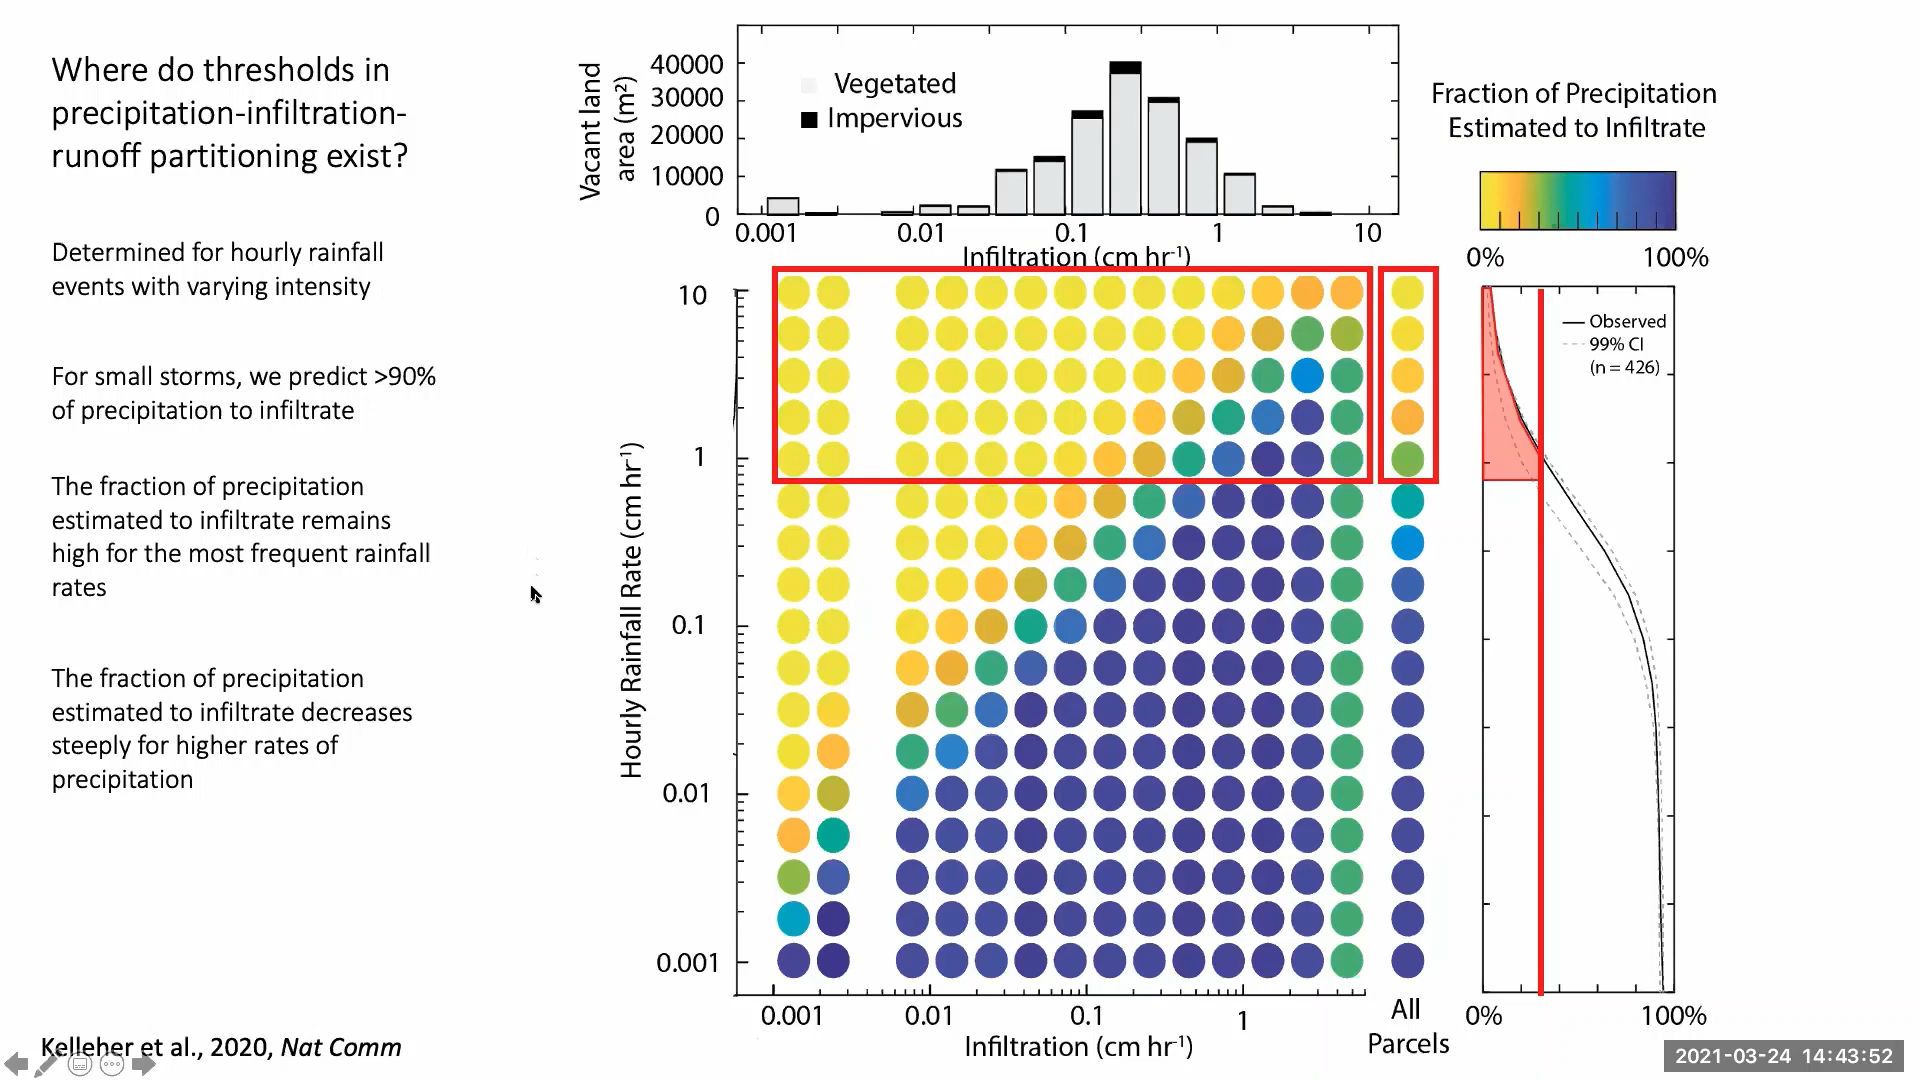 Where do thresholds in
precipitation-infiltration-
runoff partitioning exist?
Determined for hourly rainfall
events with varying intensity
For small storms, we predict >90%
of precipitation to infiltrate
The fraction of precipitation
estimated to infiltrate remains
high for the most frequent rainfall
rates
The fraction of precipitation
estimated to infiltrate decreases
steeply for higher rates of
precipitation
Kelleher et al., 2020, Nat Comm
Vacant land
area (m²)
40000
30000
20000
10000
0
Vegetated
Impervious
0.001 0.01 0.1 1 10
Infiltration (cm hr⁻¹)
Fraction of Precipitation
Estimated to Infiltrate
0% 100%
Hourly Rainfall Rate (cm hr⁻¹)
10
1
0.1
0.01
0.001
0.001 0.01 0.1 1
Infiltration (cm hr⁻¹)
All
Parcels
Observed
99% CI
(n = 426)
0% 100%
2021-03-24 14:43:52